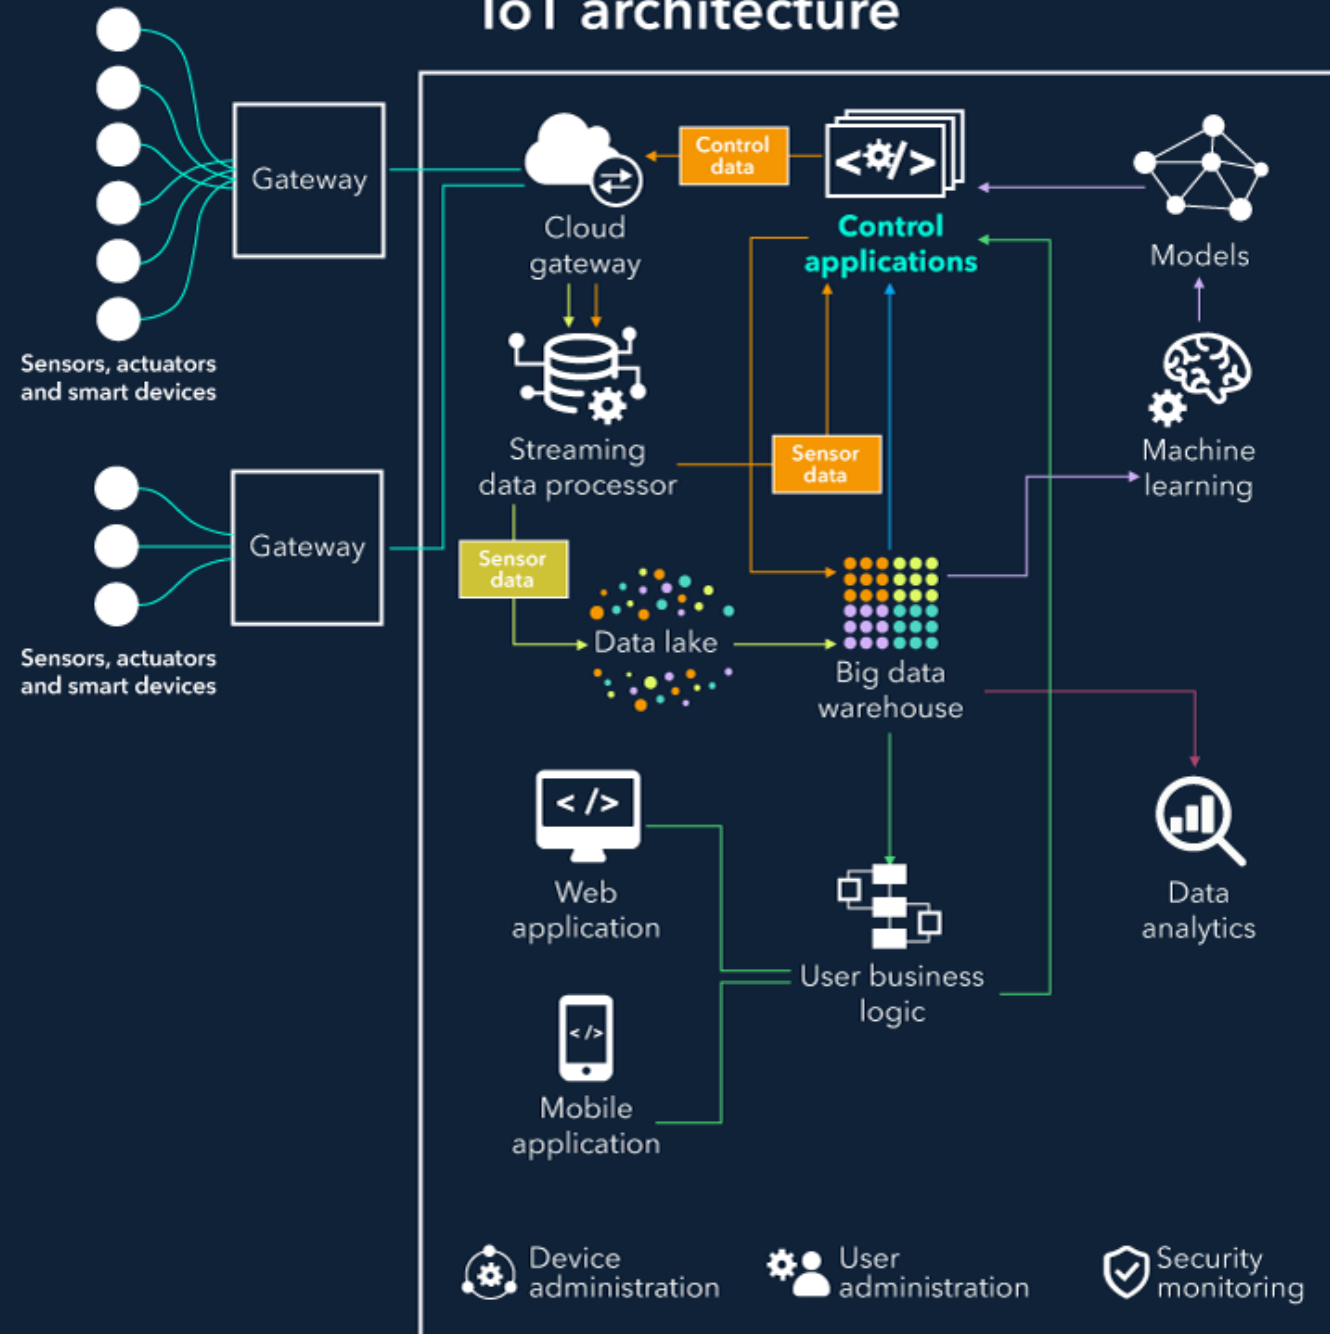 IoT architecture
Gateway
Sensors, actuators
and smart devices
Gateway
Sensors, actuators
and smart devices
Cloud
gateway
Control
data
< />
Control
applications
Models
Streaming
data processor
Sensor
data
Machine
learning
Sensor
data
Data lake
Big data
warehouse
< />
Web
application
User business
logic
Data
analytics
< />
Mobile
application
Device
administration
User
administration
Security
monitoring